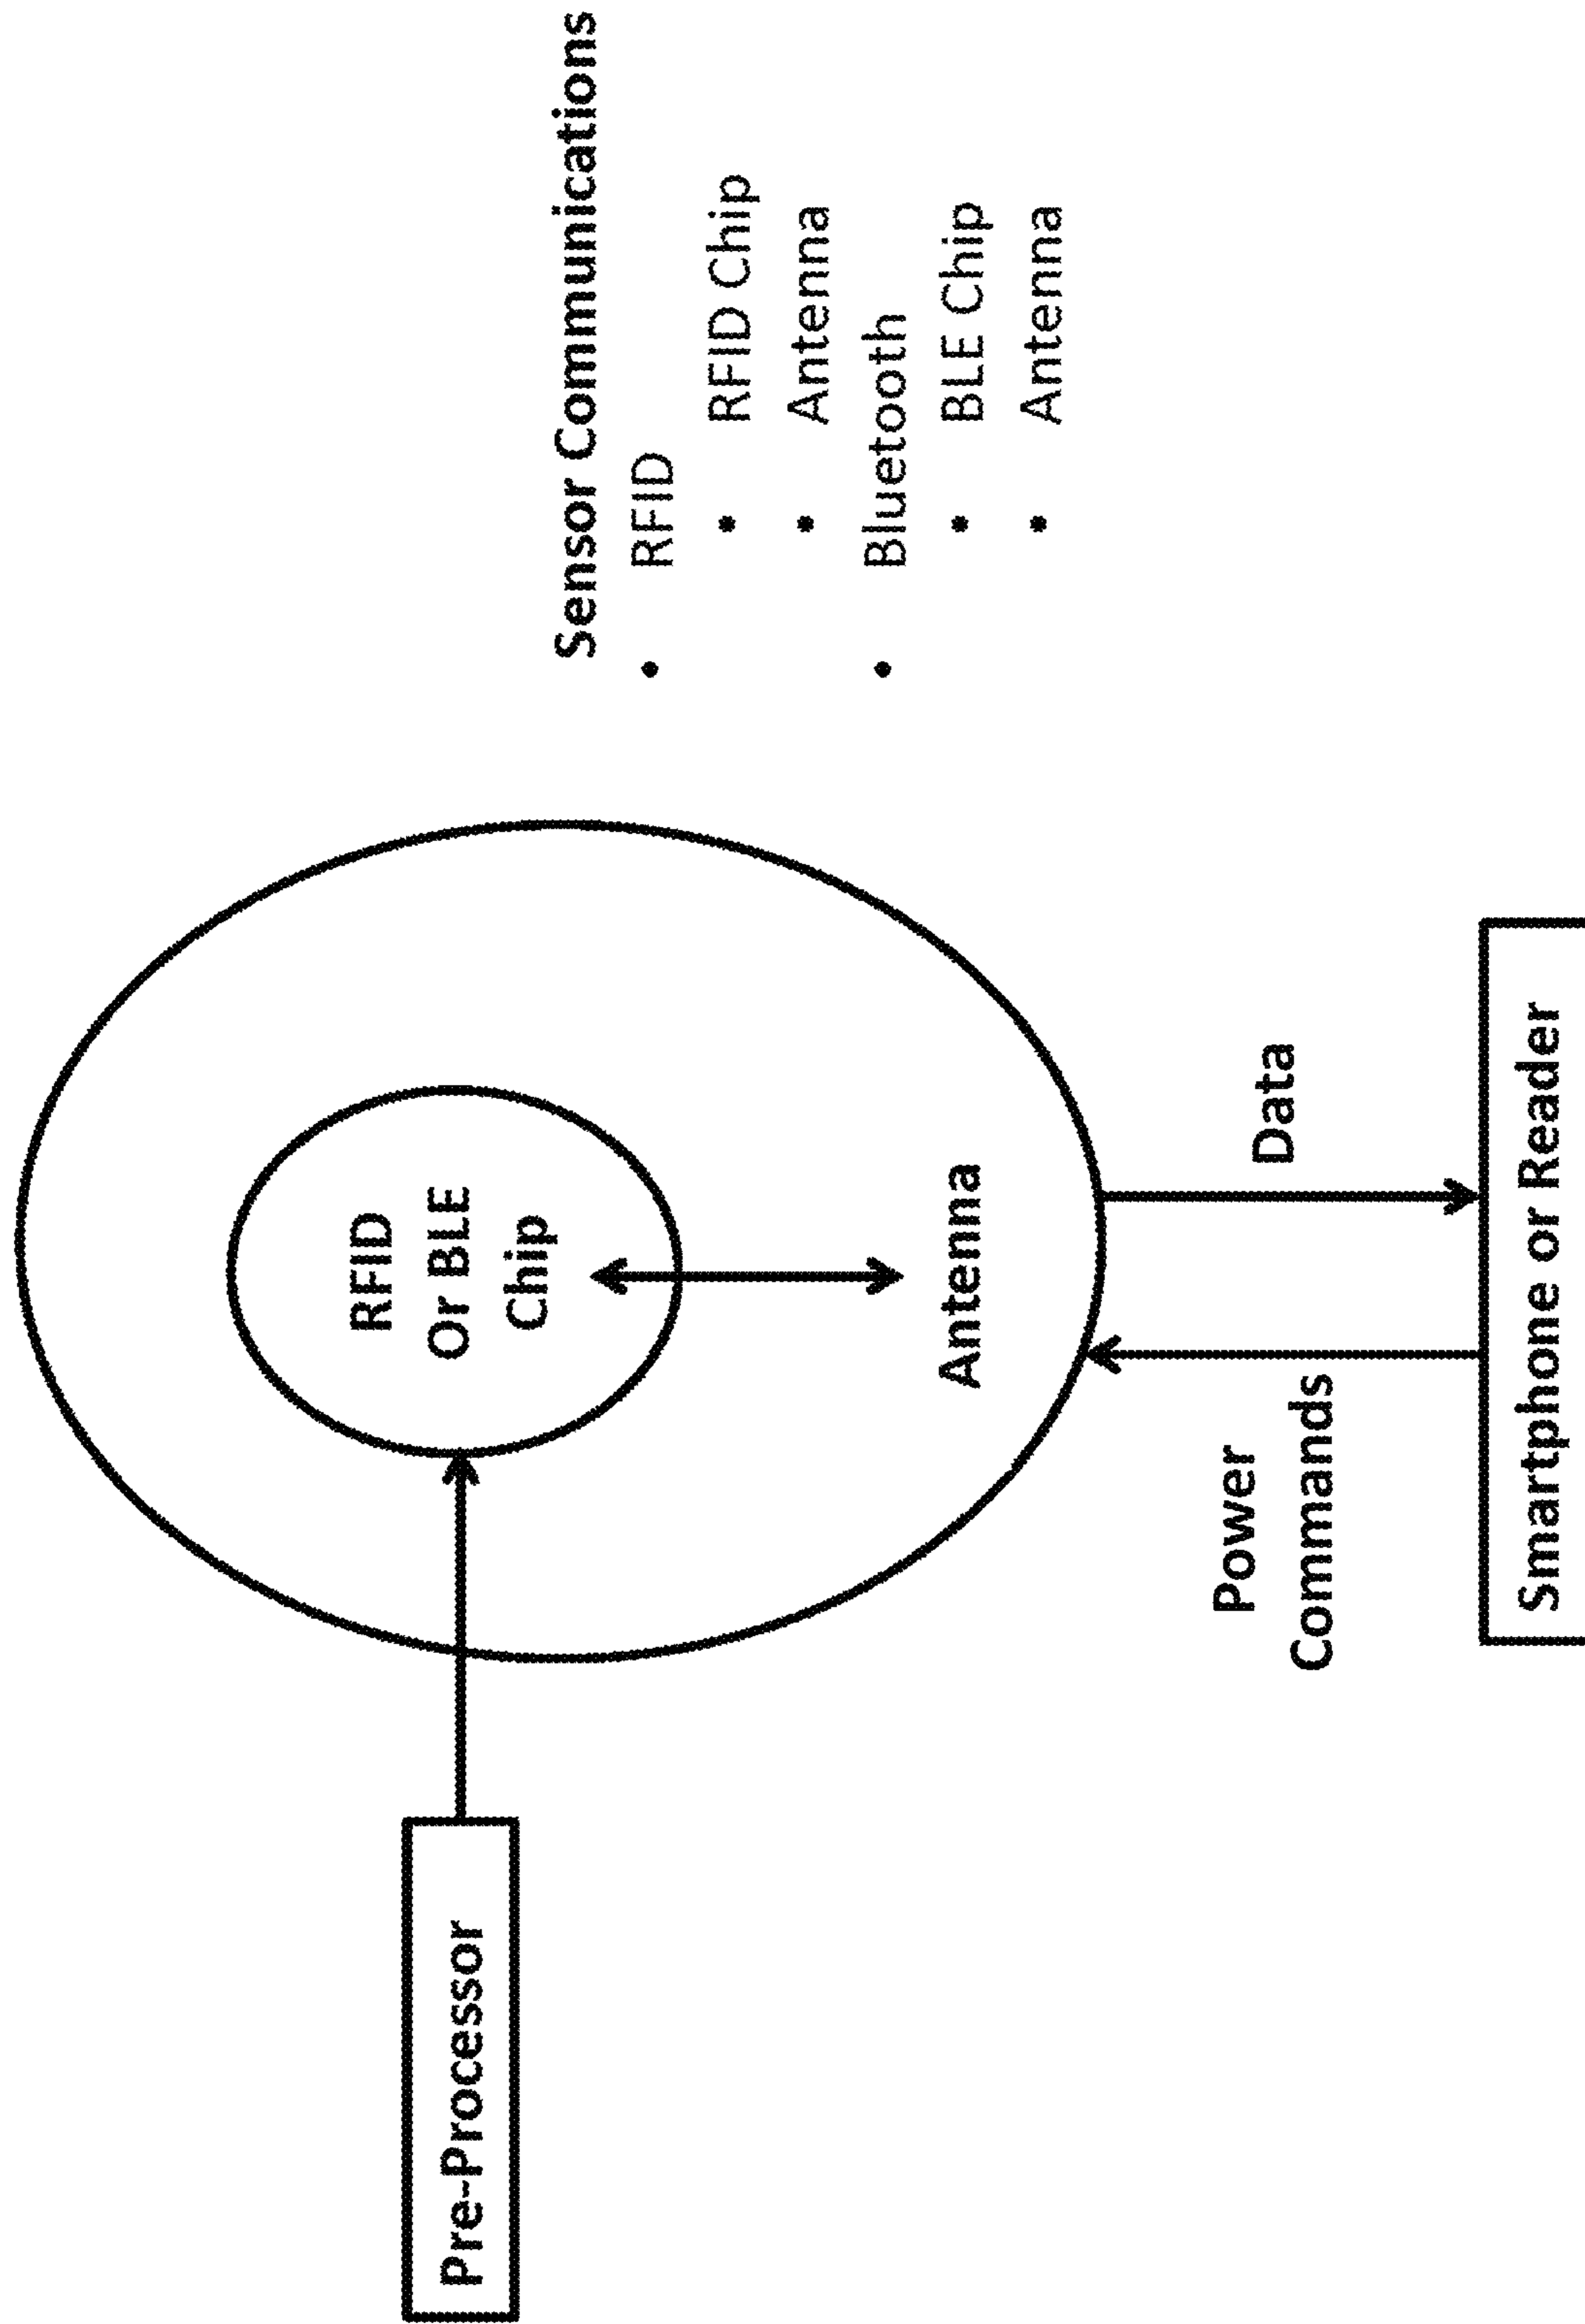 Sensor Communications
• RFID
• RFID Chip
• Antenna
• Bluetooth
• BLE Chip
• Antenna
Pre-Processor
RFID
Or BLE
Chip
Antenna
Power
Commands
Data
Smartphone or Reader